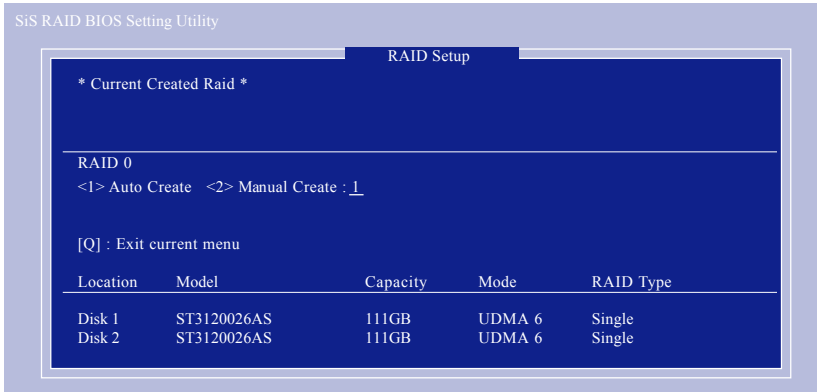 SiS RAID BIOS Setting Utility
RAID Setup
* Current Created Raid *
RAID 0
<1> Auto Create <2> Manual Create : 1
[Q] : Exit current menu
Location Model Capacity Mode RAID Type
Disk 1 ST3120026AS 111GB UDMA 6 Single
Disk 2 ST3120026AS 111GB UDMA 6 Single